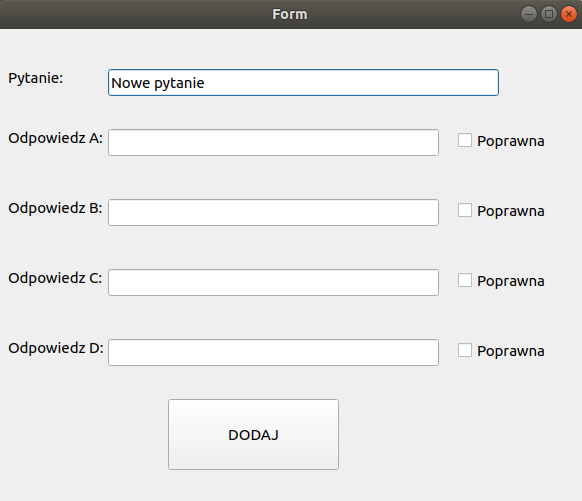 Form
Pytanie: Nowe pytanie
Odpowiedz A: Poprawna
Odpowiedz B: Poprawna
Odpowiedz C: Poprawna
Odpowiedz D: Poprawna
DODAJ